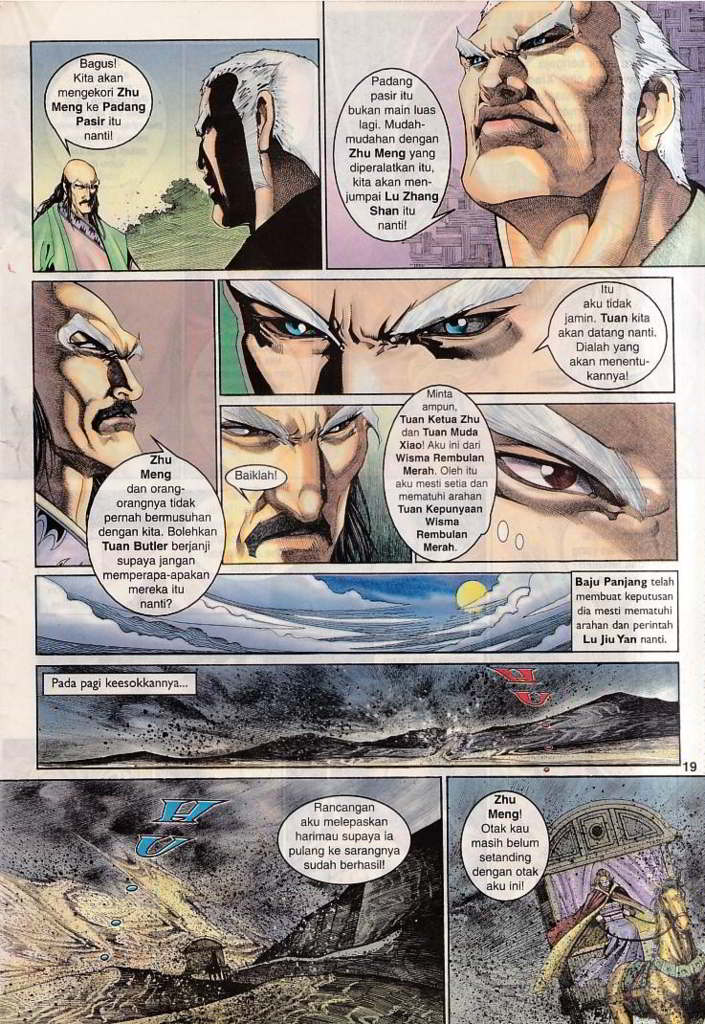 Bagus!
Kita akan
mengekori Zhu
Meng ke Padang
Pasir itu
nanti!
Padang
pasir itu
bukan main luas
lagi. Mudah-
mudahan dengan
Zhu Meng yang
diperalatkan itu,
kita akan men-
jumpai Lu Zhang
Shan itu
nanti!
Itu
aku tidak
jamin. Tuan kita
akan datang nanti.
Dialah yang
akan menentu-
kannya!
Zhu
Meng
dan orang-
orangnya tidak
pernah bermusuhan
dengan kita. Bolehkan
Tuan Butler berjanji
supaya jangan
memperapa-apakan
mereka itu
nanti?
Baiklah!
Minta
ampun,
Tuan Ketua Zhu
dan Tuan Muda
Xiao! Aku ini dari
Wisma Rembulan
Merah. Oleh itu
aku mesti setia dan
mematuhi arahan
Tuan Kepunyaan
Wisma
Rembulan
Merah.
Baju Panjang telah
membuat keputusan
dia mesti mematuhi
arahan dan perintah
Lu Jiu Yan nanti.
Pada pagi keesokkannya...
HU
19
HU
Rancangan
aku melepaskan
harimau supaya ia
pulang ke sarangnya
sudah berhasil!
Zhu
Meng!
Otak kau
masih belum
setanding
dengan otak
aku ini!